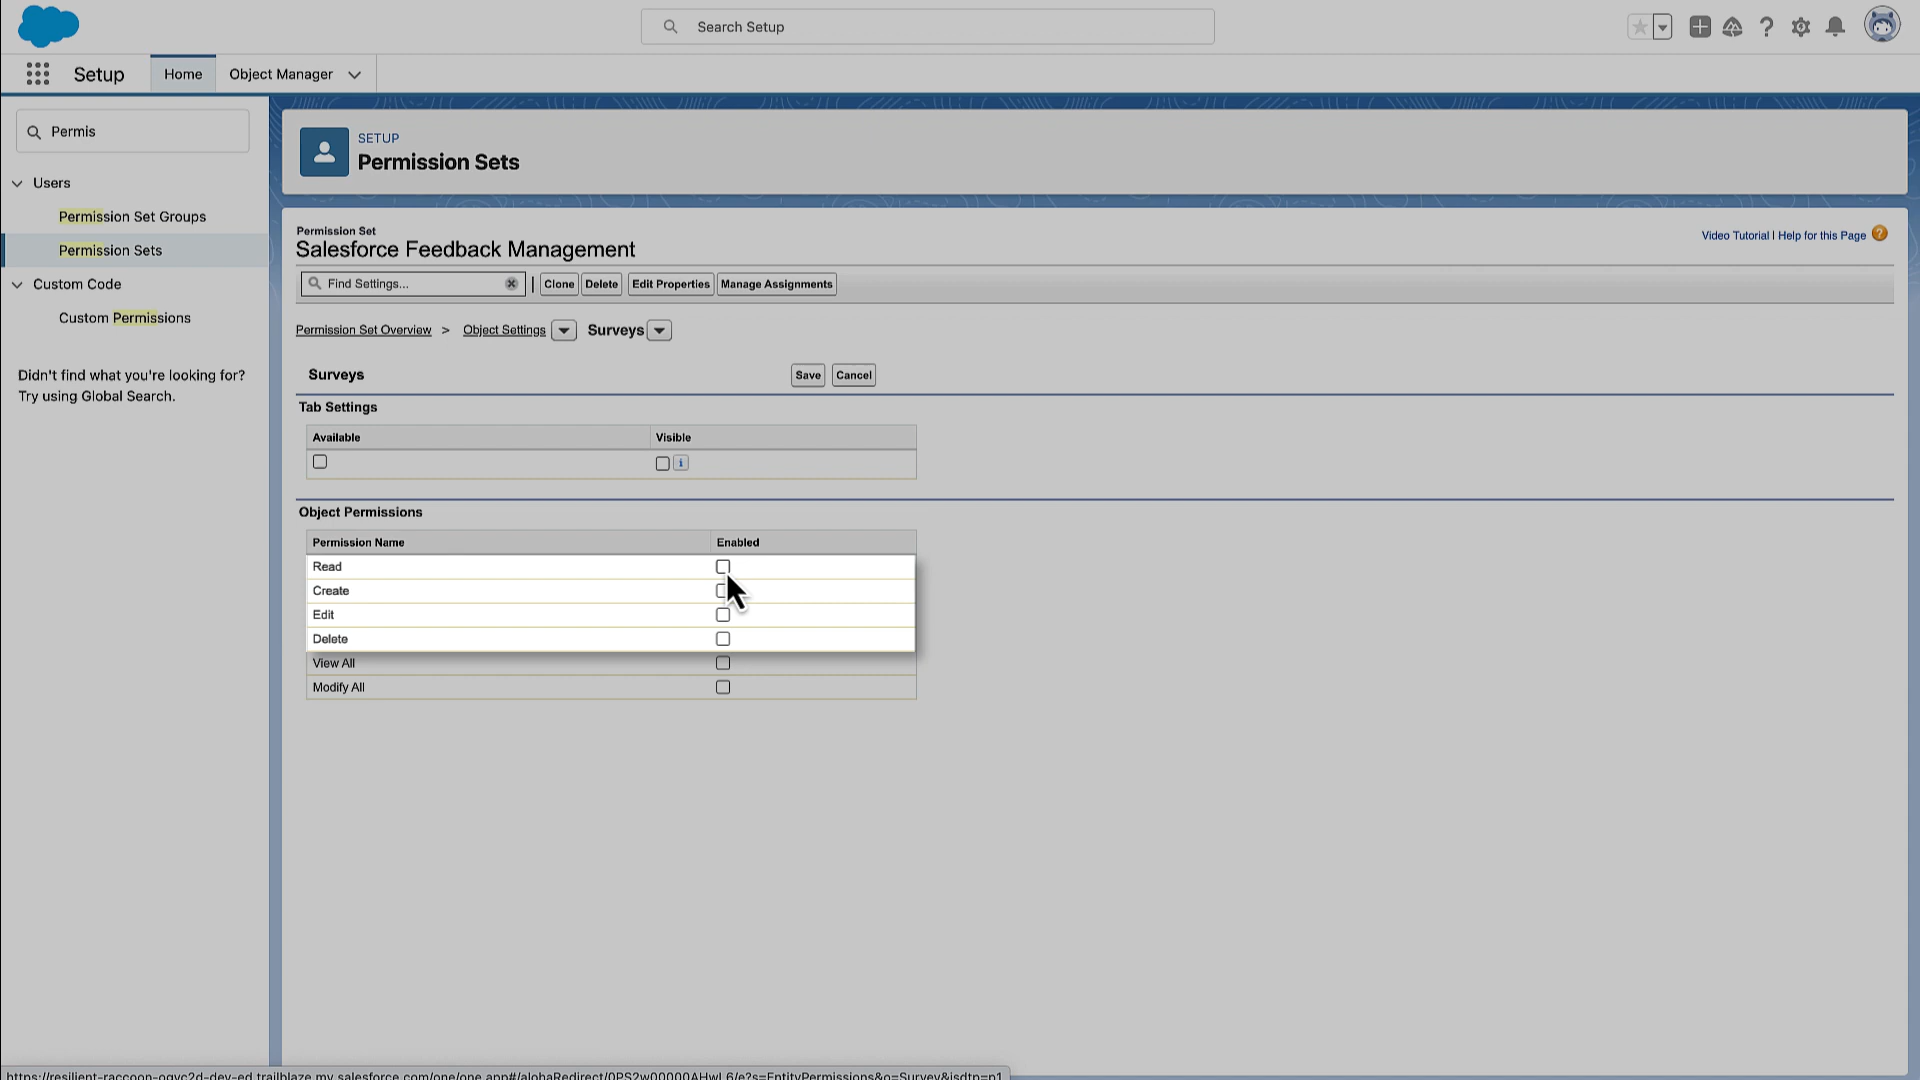 Search Setup
Setup
Home
Object Manager
Permis
Users
Permission Set Groups
Permission Sets
Custom Code
Custom Permissions
Didn't find what you're looking for?
Try using Global Search.
SETUP
Permission Sets
Permission Set
Salesforce Feedback Management
Video Tutorial | Help for this Page
Find Settings...
Clone
Delete
Edit Properties
Manage Assignments
Permission Set Overview > Object Settings Surveys
Surveys
Save
Cancel
Tab Settings
Available Visible
Object Permissions
Permission Name Enabled
Read
Create
Edit
Delete
View All
Modify All